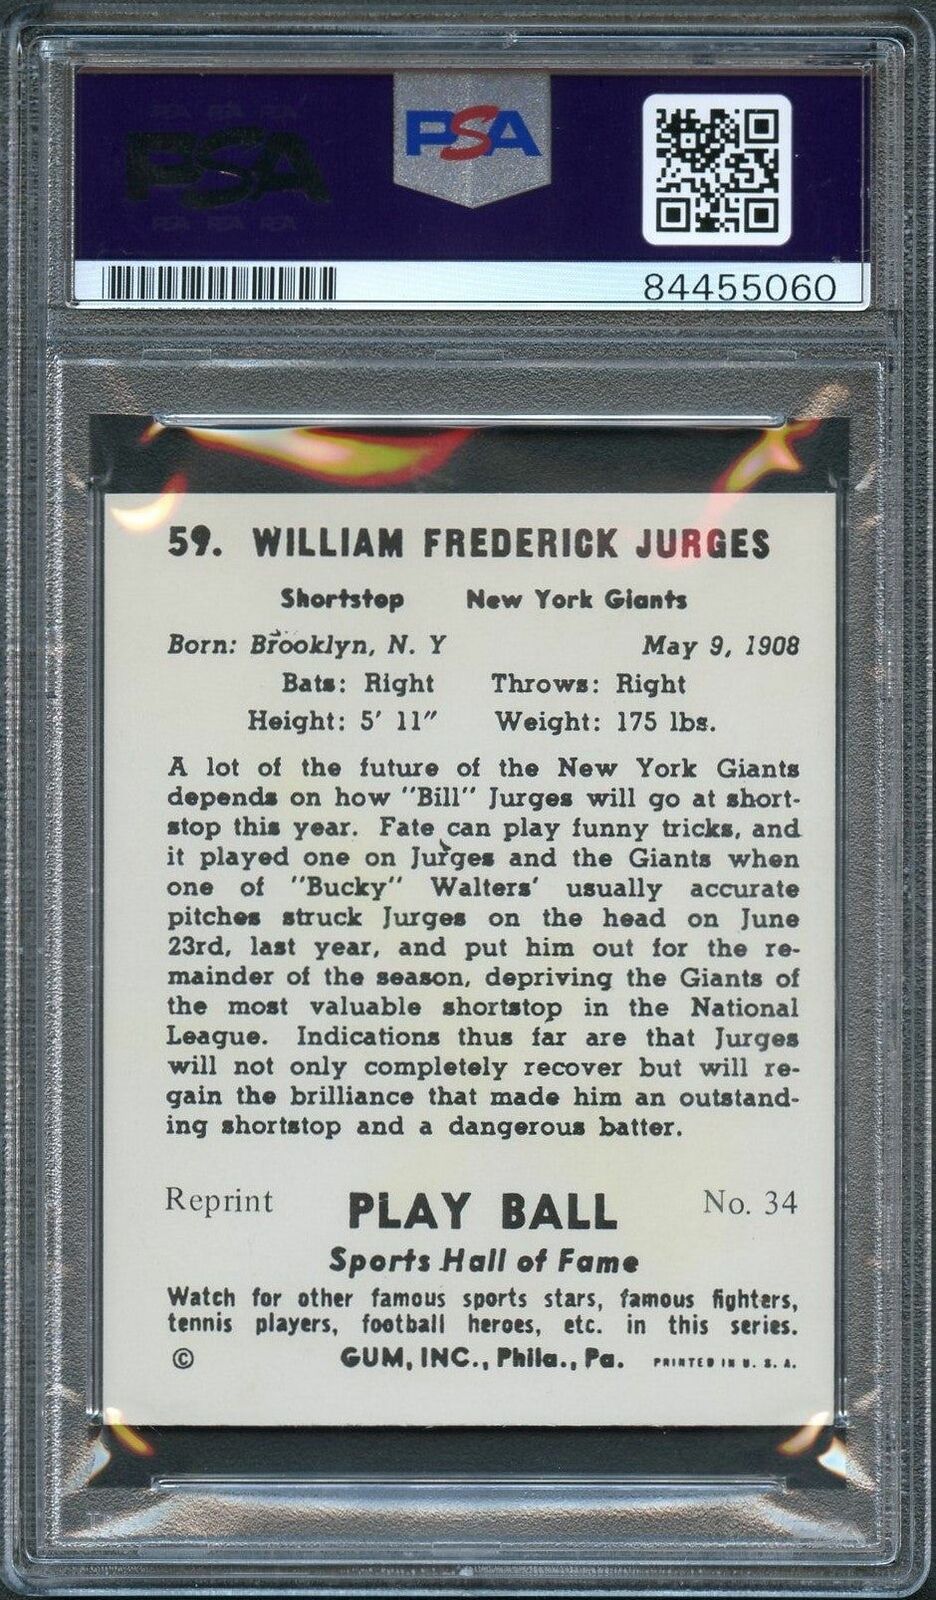 PSA PSA PSA
PSA
PSA PSA PSA
PSA
84455060
59. WILLIAM FREDERICK JURGES
Shortstop New York Giants
Born: Brooklyn, N. Y May 9, 1908
Bats: Right Throws: Right
Height: 5' 11" Weight: 175 lbs.
A lot of the future of the New York Giants
depends on how "Bill" Jurges will go at short-
stop this year. Fate can play funny tricks, and
it played one on Jurges and the Giants when
one of "Bucky" Walters' usually accurate
pitches struck Jurges on the head on June
23rd, last year, and put him out for the re-
mainder of the season, depriving the Giants of
the most valuable shortstop in the National
League. Indications thus far are that Jurges
will not only completely recover but will re-
gain the brilliance that made him an outstand-
ing shortstop and a dangerous batter.
Reprint PLAY BALL No. 34
Sports Hall of Fame
Watch for other famous sports stars, famous fighters,
tennis players, football heroes, etc. in this series.
© GUM, INC., Phila., Pa. PRINTED IN U. S. A.